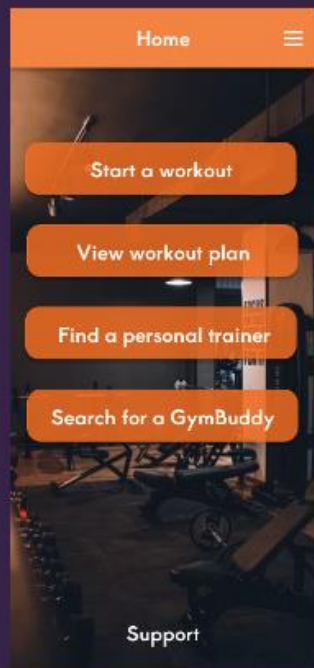 Home
Start a workout
View workout plan
Find a personal trainer
Search for a GymBuddy
Support